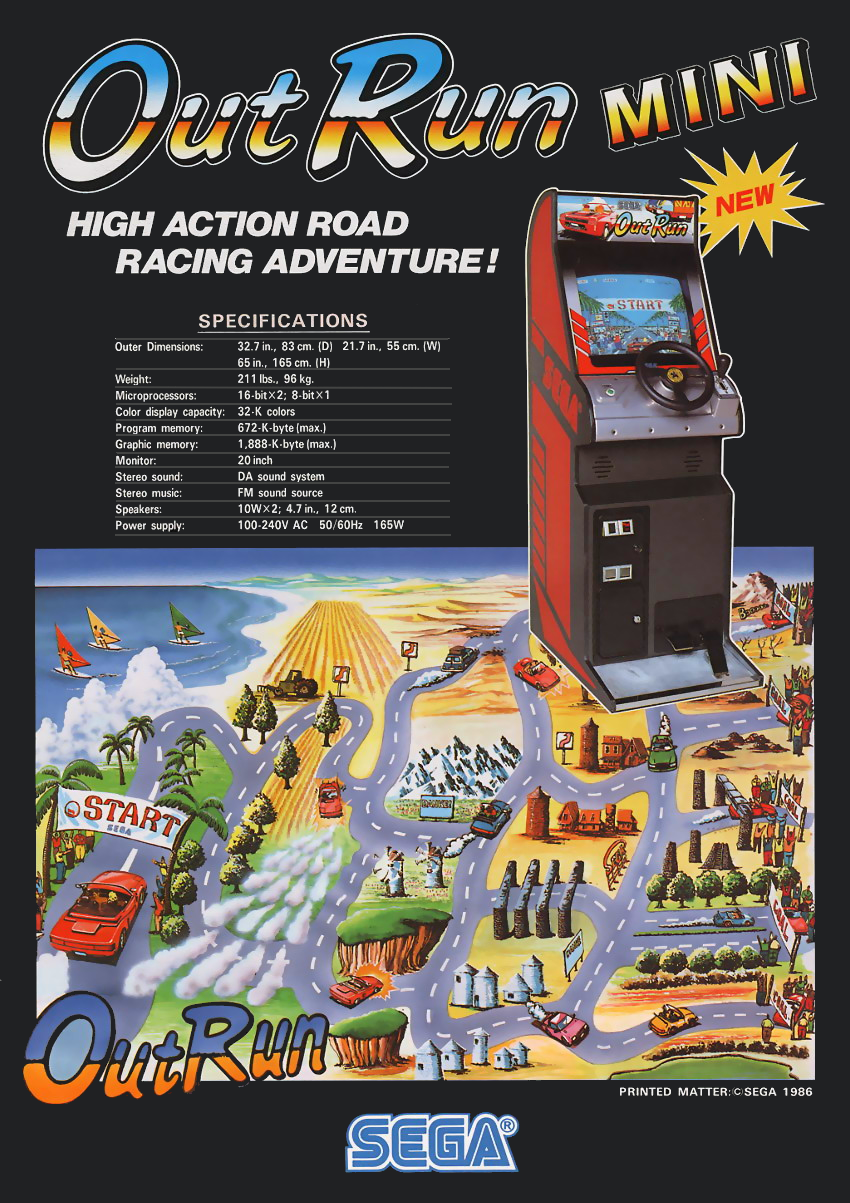 OutRun MINI
NEW
HIGH ACTION ROAD
RACING ADVENTURE!
SEGA OutRun
START
SEGA
SPECIFICATIONS
Outer Dimensions: 32.7 in., 83 cm. (D) 21.7 in., 55 cm. (W)
65 in., 165 cm. (H)
Weight: 211 lbs., 96 kg.
Microprocessors: 16-bit×2; 8-bit×1
Color display capacity: 32-K colors
Program memory: 672-K-byte (max.)
Graphic memory: 1,888-K-byte (max.)
Monitor: 20 inch
Stereo sound: DA sound system
Stereo music: FM sound source
Speakers: 10W×2; 4.7 in., 12 cm.
Power supply: 100-240V AC 50/60Hz 165W
START
SEGA
GOAL
GOAL
OutRun
PRINTED MATTER:©SEGA 1986
SEGA®